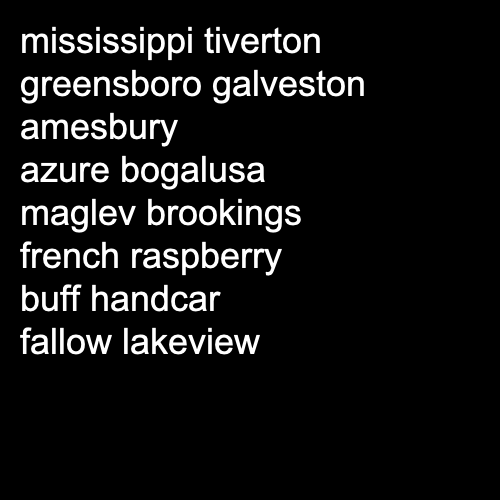 mississippi tiverton
greensboro galveston
amesbury
azure bogalusa
maglev brookings
french raspberry
buff handcar
fallow lakeview